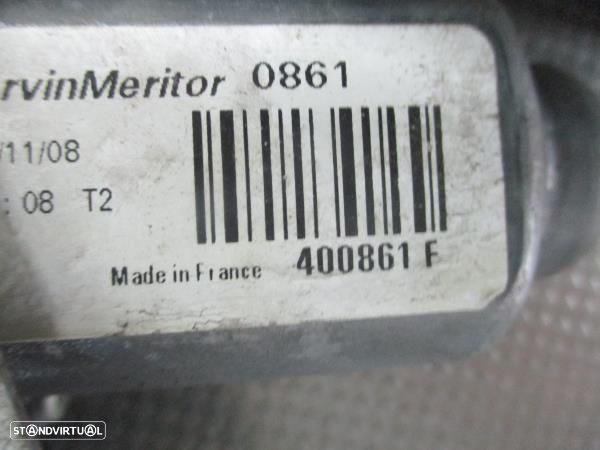 rvinMeritor 0861
/11/08
: 08 T2
Made in France 400861 F
STANDVIRTUAL